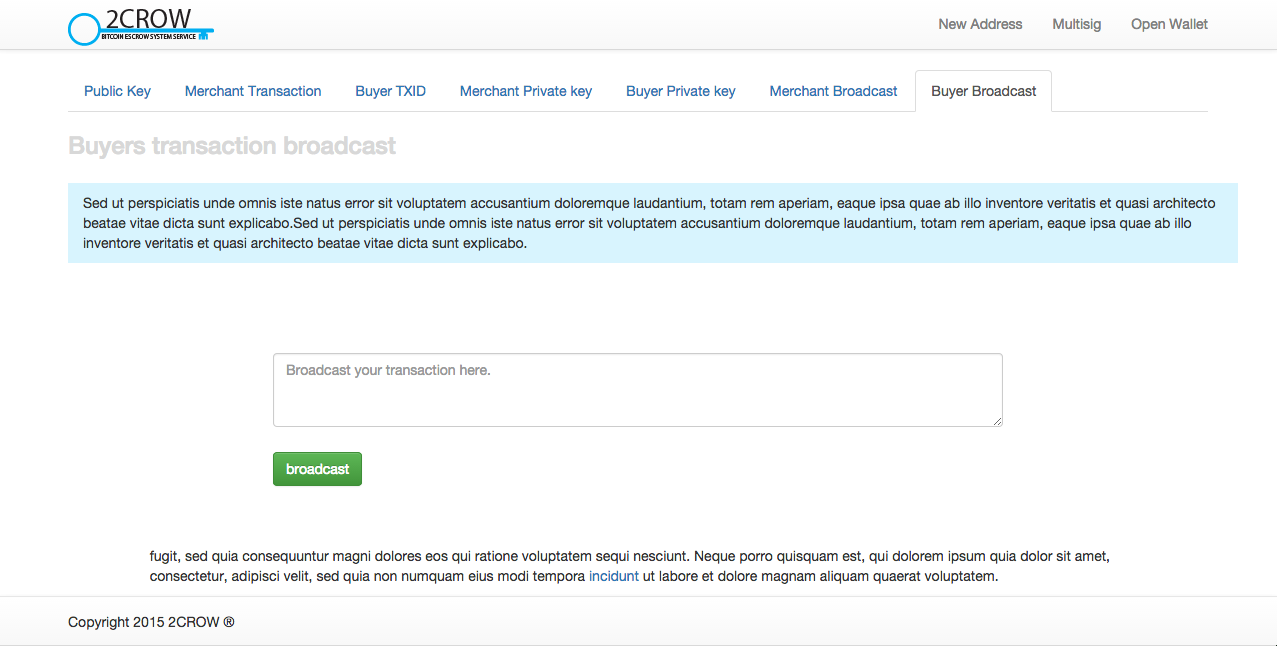 2CROW
BITCOIN ESCROW SYSTEM SERVICE
New Address Multisig Open Wallet
Public Key Merchant Transaction Buyer TXID Merchant Private key Buyer Private key Merchant Broadcast Buyer Broadcast
Buyers transaction broadcast
Sed ut perspiciatis unde omnis iste natus error sit voluptatem accusantium doloremque laudantium, totam rem aperiam, eaque ipsa quae ab illo inventore veritatis et quasi architecto
beatae vitae dicta sunt explicabo.Sed ut perspiciatis unde omnis iste natus error sit voluptatem accusantium doloremque laudantium, totam rem aperiam, eaque ipsa quae ab illo
inventore veritatis et quasi architecto beatae vitae dicta sunt explicabo.
Broadcast your transaction here.
broadcast
fugit, sed quia consequuntur magni dolores eos qui ratione voluptatem sequi nesciunt. Neque porro quisquam est, qui dolorem ipsum quia dolor sit amet,
consectetur, adipisci velit, sed quia non numquam eius modi tempora incidunt ut labore et dolore magnam aliquam quaerat voluptatem.
Copyright 2015 2CROW ®